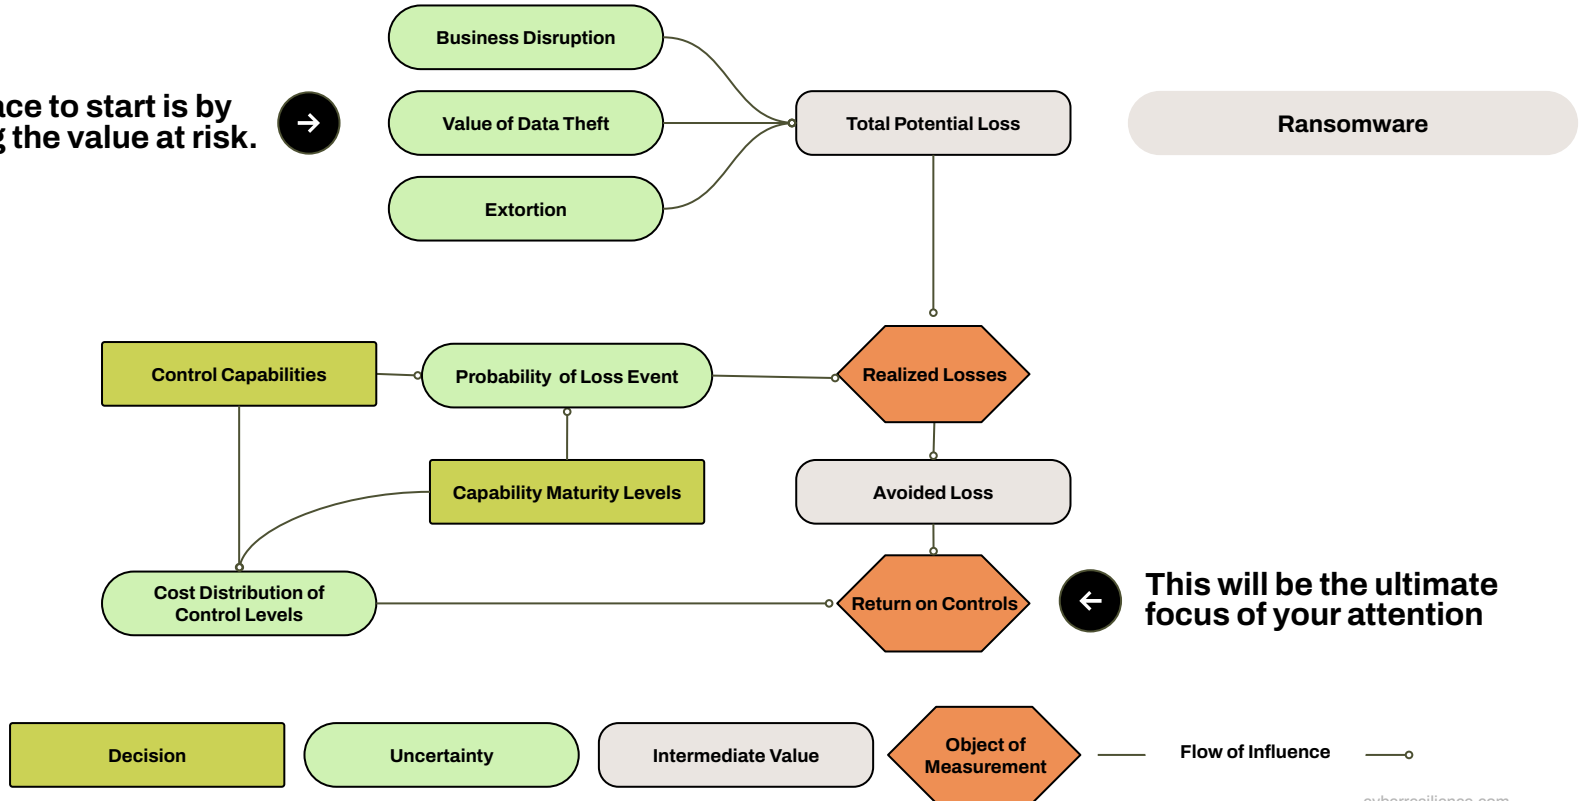 Business Disruption
to start is by
the value at risk.
Value of Data Theft
Total Potential Loss
Ransomware
Extortion
Control Capabilities
Probability of Loss Event
Realized Losses
Capability Maturity Levels
Avoided Loss
Cost Distribution of
Control Levels
Return on Controls
This will be the ultimate
focus of your attention
Decision
Uncertainty
Intermediate Value
Object of
Measurement
Flow of Influence